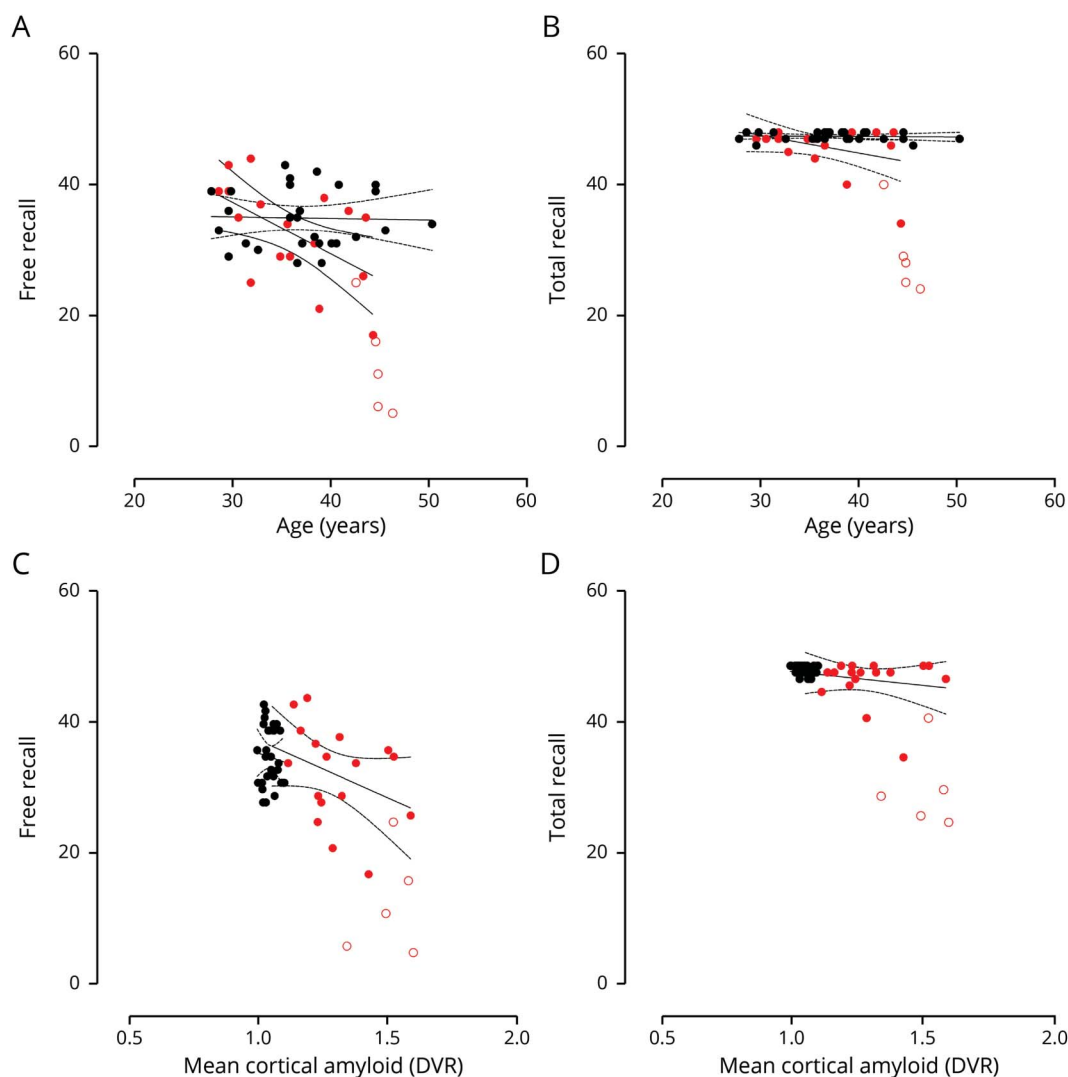 A
B
60
40
20
0
Free recall
20 30 40 50 60
Age (years)
60
40
20
0
Total recall
20 30 40 50 60
Age (years)
C
D
60
40
20
0
Free recall
0.5 1.0 1.5 2.0
Mean cortical amyloid (DVR)
60
40
20
0
Total recall
0.5 1.0 1.5 2.0
Mean cortical amyloid (DVR)